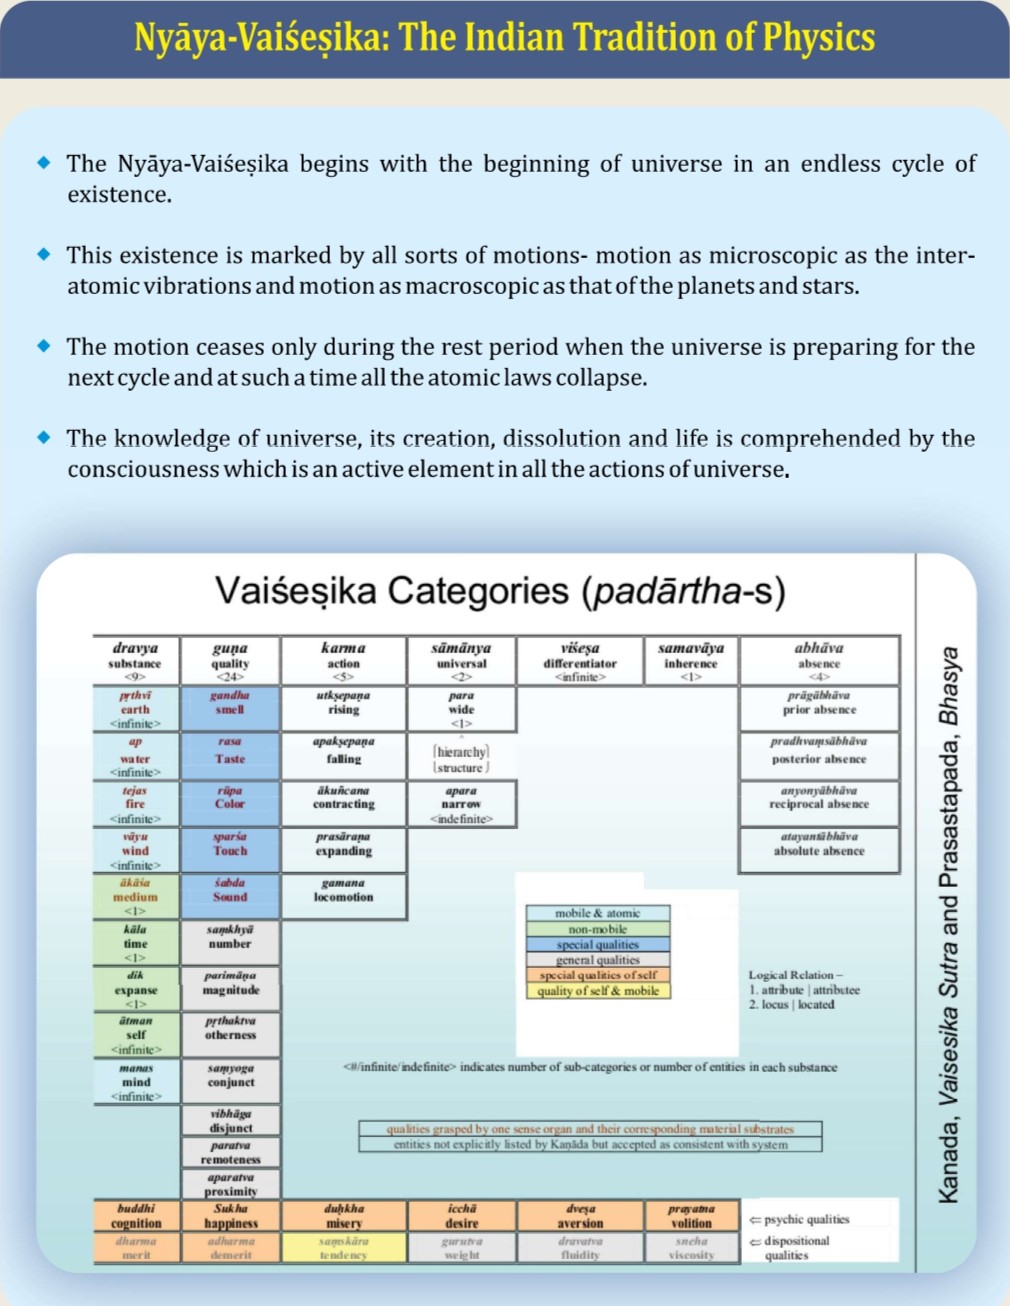 Nyāya-Vaiśeṣika: The Indian Tradition of Physics
The Nyāya-Vaiśeṣika begins with the beginning of universe in an endless cycle of
existence.
This existence is marked by all sorts of motions- motion as microscopic as the inter-
atomic vibrations and motion as macroscopic as that of the planets and stars.
The motion ceases only during the rest period when the universe is preparing for the
next cycle and at such a time all the atomic laws collapse.
The knowledge of universe, its creation, dissolution and life is comprehended by the
consciousness which is an active element in all the actions of universe.
Vaiśeṣika Categories (padārtha-s)
dravya guṇa karma sāmānya viśeṣa samavāya abhāva
substance quality action universal differentiator inherence absence
<9> <24> <5> <2> <infinite> <1> <4>
pṛthvī gandha utkṣepaṇa para prāgābhāva
earth smell rising wide prior absence
<infinite> <1>
ap rasa apakṣepaṇa {hierarchy pradhvaṃsābhāva
water Taste falling structure} posterior absence
<infinite>
tejas rūpa ākuñcana apara anyonyābhāva
fire Color contracting narrow reciprocal absence
<infinite> <indefinite>
vāyu sparśa prasāraṇa atayantābhāva
wind Touch expanding absolute absence
<infinite>
ākāśa śabda gamana
medium Sound locomotion
<1>
kāla saṃkhyā
time number
<1>
dik parimāṇa
expanse magnitude
<1>
ātman pṛthaktva
self otherness
<infinite>
manas saṃyoga
mind conjunct
<infinite>
vibhāga
disjunct
paratva
remoteness
aparatva
proximity
mobile & atomic
non-mobile
special qualities
general qualities
special qualities of self
quality of self & mobile
Logical Relation –
1. attribute | attributee
2. locus | located
<#/infinite/indefinite> indicates number of sub-categories or number of entities in each substance
qualities grasped by one sense organ and their corresponding material substrates
entities not explicitly listed by Kaṇāda but accepted as consistent with system
buddhi Sukha duḥkha icchā dveṣa prayatna
cognition happiness misery desire aversion volition
⇐ psychic qualities
dharma adharma saṃskāra gurutva dravatva sneha
merit demerit tendency weight fluidity viscosity
⇐ dispositional
qualities
Kanada, Vaisesika Sutra and Prasastapada, Bhasya